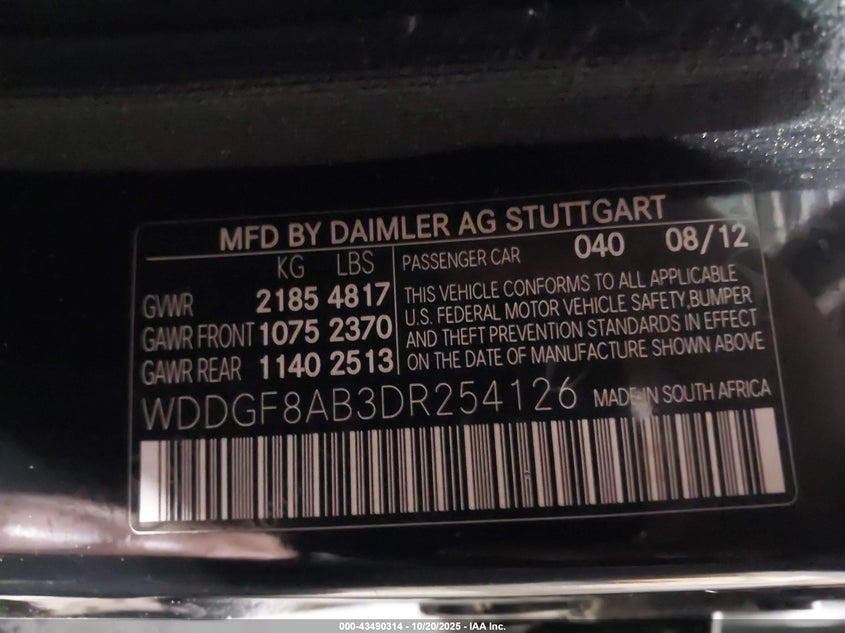 MFD BY DAIMLER AG STUTTGART
KG LBS
GVWR 2185 4817
GAWR FRONT 1075 2370
GAWR REAR 1140 2513
PASSENGER CAR 040 08/12
THIS VEHICLE CONFORMS TO ALL APPLICABLE
U.S. FEDERAL MOTOR VEHICLE SAFETY,BUMPER
AND THEFT PREVENTION STANDARDS IN EFFECT
ON THE DATE OF MANUFACTURE SHOWN ABOVE
WDDGF8AB3DR254126 MADE IN SOUTH AFRICA
000-43490314 - 10/20/2025 - IAA Inc.